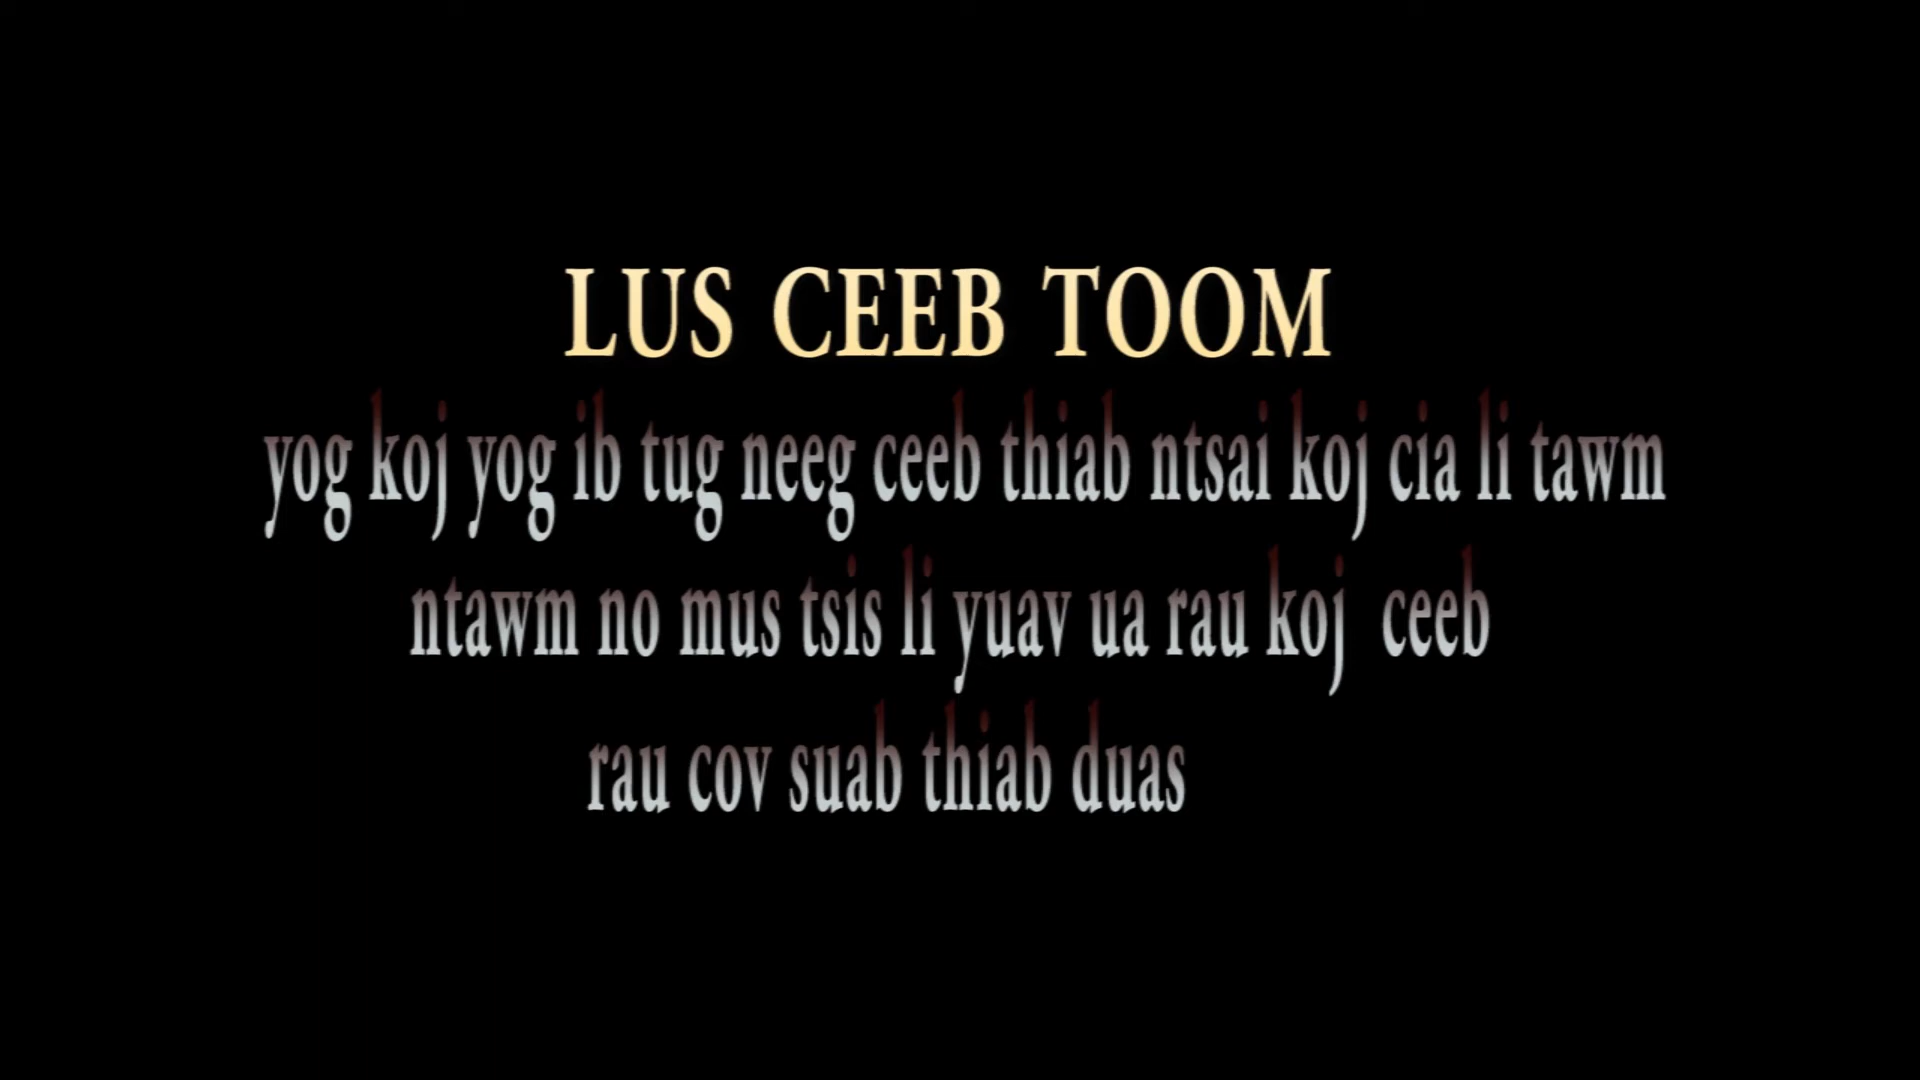 LUS CEEB TOOM
yog koj yog ib tug neeg ceeb thiab ntsai koj cia li tawm
ntawm no mus tsis li yuav ua rau koj  ceeb
rau cov suab thiab duas